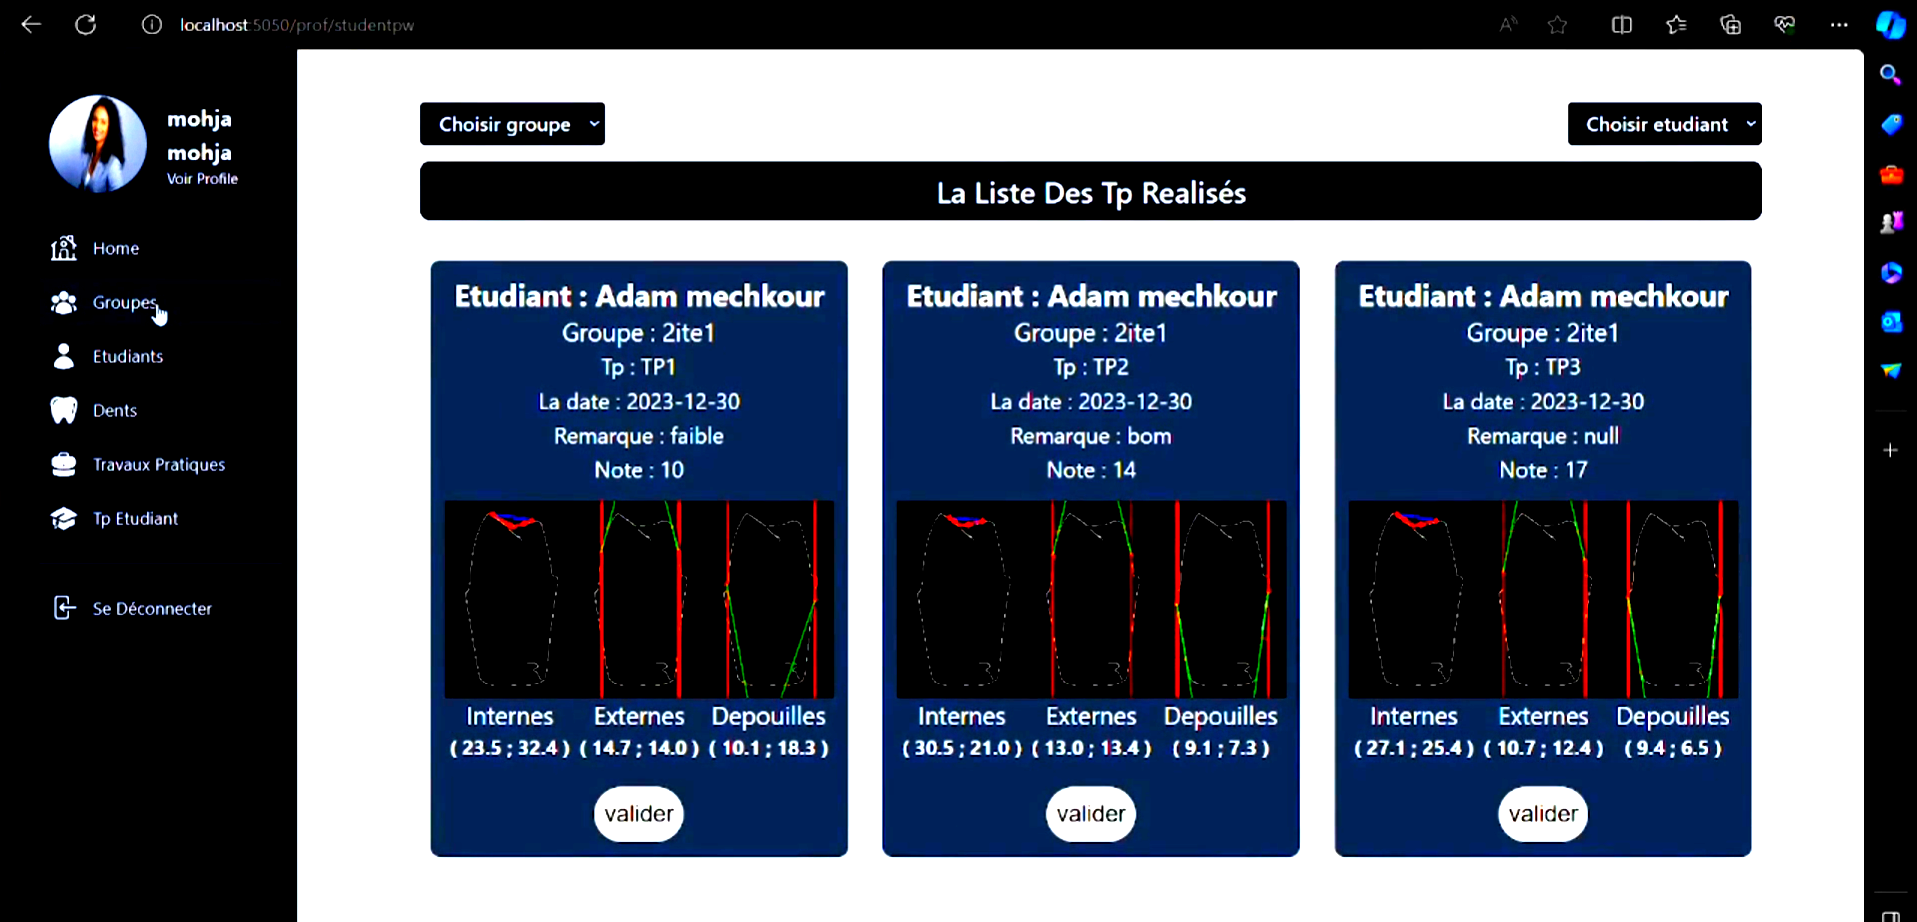 localhost:5050/prof/studentpw
mohja
mohja
Voir Profile
Home
Groupes
Etudiants
Dents
Travaux Pratiques
Tp Etudiant
Se Déconnecter
Choisir groupe
Choisir etudiant
La Liste Des Tp Realisés
Etudiant : Adam mechkour
Groupe : 2ite1
Tp : TP1
La date : 2023-12-30
Remarque : faible
Note : 10
Internes Externes Depouilles
( 23.5 ; 32.4 ) ( 14.7 ; 14.0 ) ( 10.1 ; 18.3 )
valider
Etudiant : Adam mechkour
Groupe : 2ite1
Tp : TP2
La date : 2023-12-30
Remarque : bom
Note : 14
Internes Externes Depouilles
( 30.5 ; 21.0 ) ( 13.0 ; 13.4 ) ( 9.1 ; 7.3 )
valider
Etudiant : Adam mechkour
Groupe : 2ite1
Tp : TP3
La date : 2023-12-30
Remarque : null
Note : 17
Internes Externes Depouilles
( 27.1 ; 25.4 ) ( 10.7 ; 12.4 ) ( 9.4 ; 6.5 )
valider